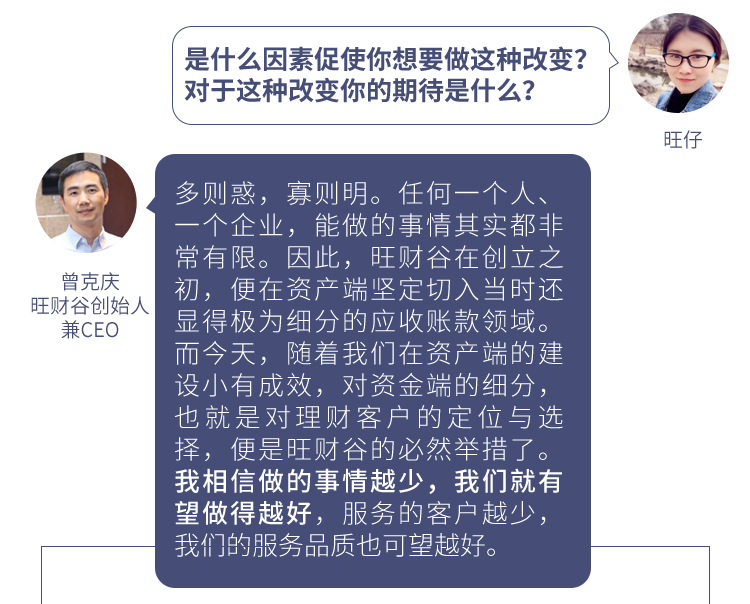 是什么因素促使你想要做这种改变？
对于这种改变你的期待是什么？
旺仔
曾克庆
旺财谷创始人
兼CEO
多则惑，寡则明。任何一个人、
一个企业，能做的事情其实都非
常有限。因此，旺财谷在创立之
初，便在资产端坚定切入当时还
显得极为细分的应收账款领域。
而今天，随着我们在资产端的建
设小有成效，对资金端的细分，
也就是对理财客户的定位与选
择，便是旺财谷的必然举措了。
我相信做的事情越少，我们就有
望做得越好，服务的客户越少，
我们的服务品质也可望越好。